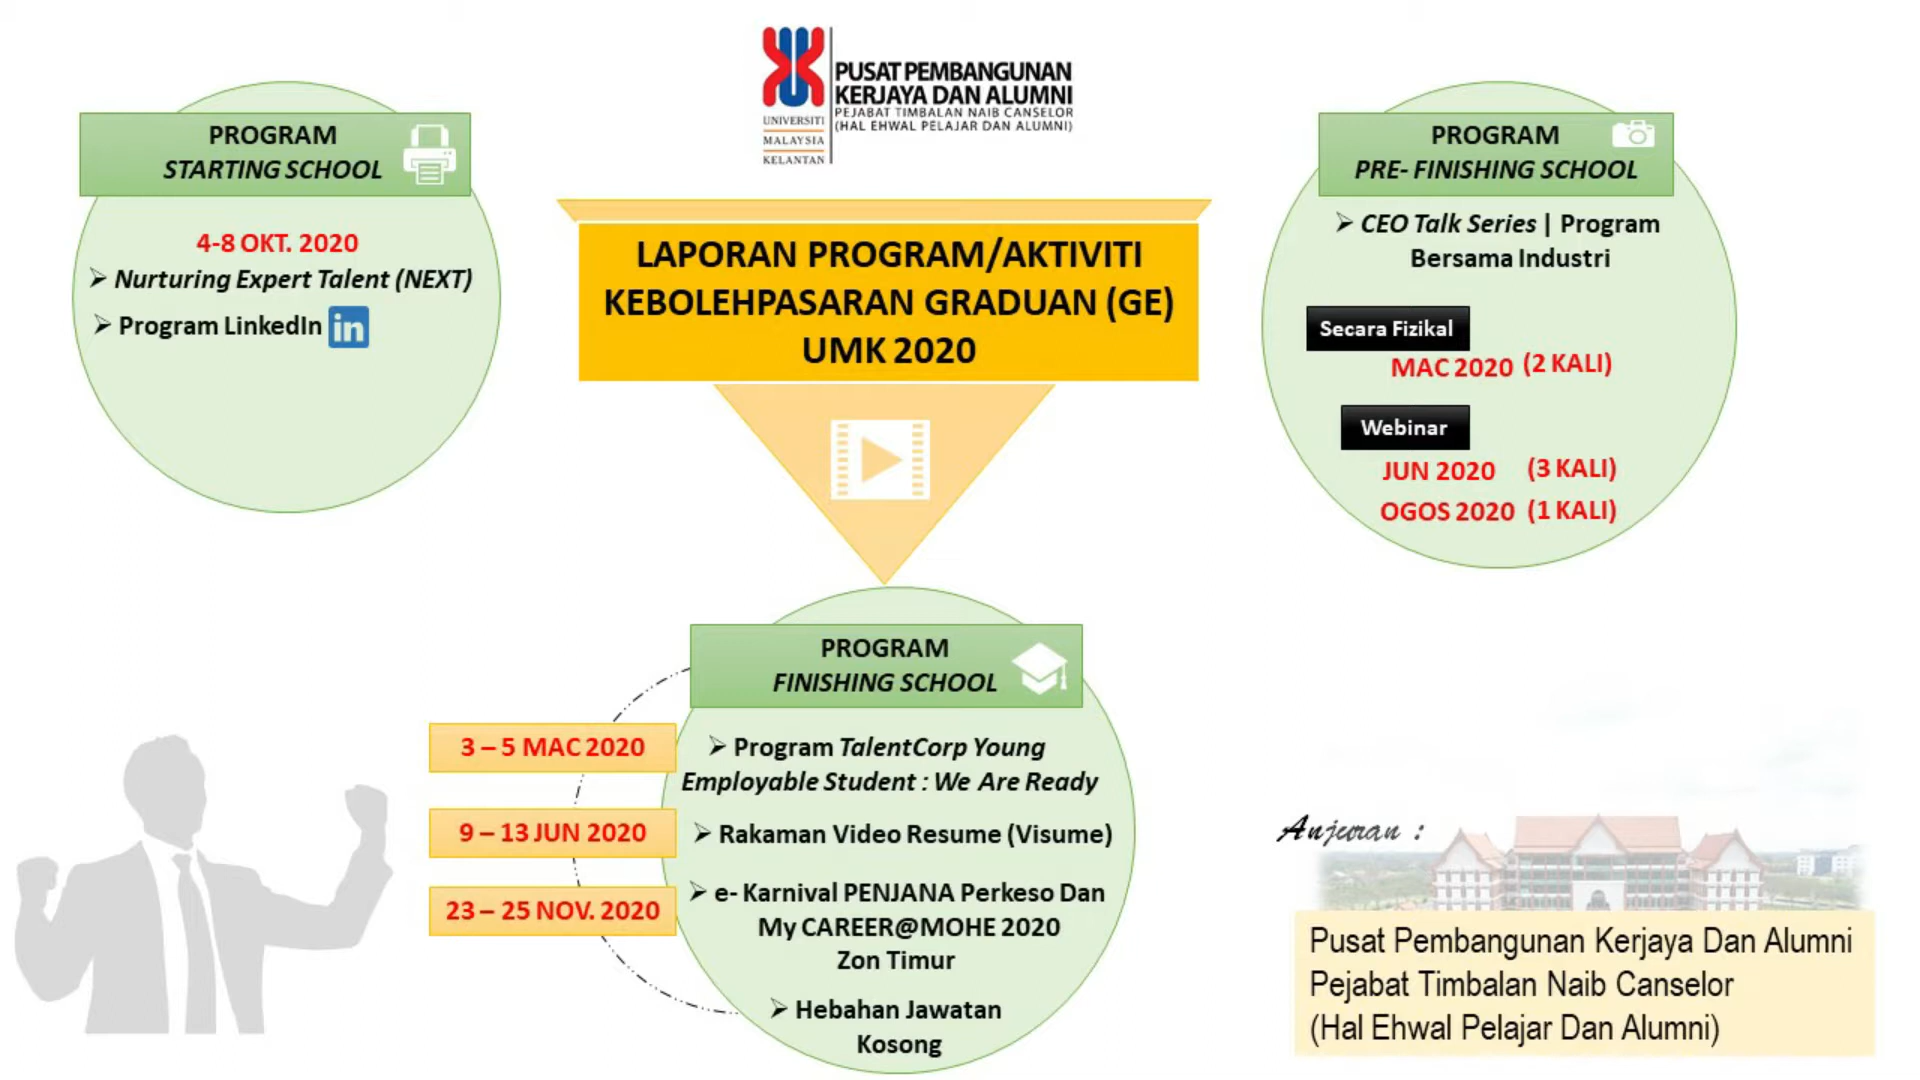 UNIVERSITI
MALAYSIA
KELANTAN
PUSAT PEMBANGUNAN
KERJAYA DAN ALUMNI
PEJABAT TIMBALAN NAIB CANSELOR
(HAL EHWAL PELAJAR DAN ALUMNI)
PROGRAM
STARTING SCHOOL
4-8 OKT. 2020
➢ Nurturing Expert Talent (NEXT)
➢ Program LinkedIn in
LAPORAN PROGRAM/AKTIVITI
KEBOLEHPASARAN GRADUAN (GE)
UMK 2020
PROGRAM
PRE- FINISHING SCHOOL
➢ CEO Talk Series | Program
Bersama Industri
Secara Fizikal
MAC 2020 (2 KALI)
Webinar
JUN 2020 (3 KALI)
OGOS 2020 (1 KALI)
PROGRAM
FINISHING SCHOOL
3 – 5 MAC 2020
➢ Program TalentCorp Young
Employable Student : We Are Ready
9 – 13 JUN 2020
➢ Rakaman Video Resume (Visume)
23 – 25 NOV. 2020
➢ e- Karnival PENJANA Perkeso Dan
My CAREER@MOHE 2020
Zon Timur
➢ Hebahan Jawatan
Kosong
Anjuran :
Pusat Pembangunan Kerjaya Dan Alumni
Pejabat Timbalan Naib Canselor
(Hal Ehwal Pelajar Dan Alumni)